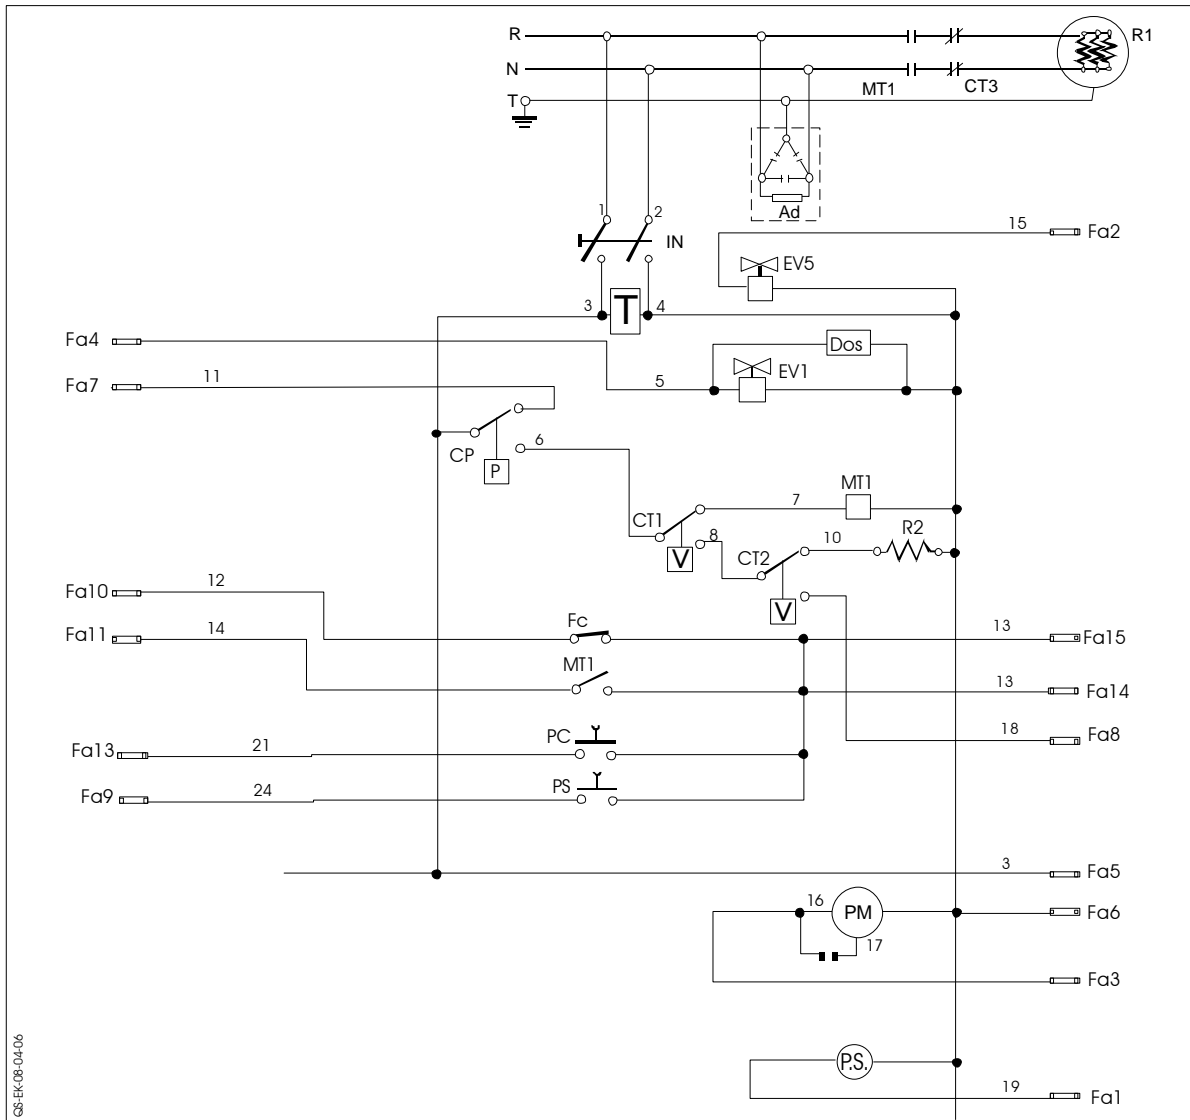 R
R1
N
MT1
CT3
T
Ad
1
2
IN
15
Fa2
EV5
3
T
4
Fa4
Dos
Fa7
11
5
EV1
CP
P
6
CT1
7
MT1
V
8
CT2
10
R2
V
Fa10
12
Fa11
14
Fc
13
Fa15
MT1
13
Fa14
Fa13
21
PC
18
Fa8
Fa9
24
PS
3
Fa5
16
PM
Fa6
17
Fa3
P.S.
19
Fa1
QS-EK-08-04-06